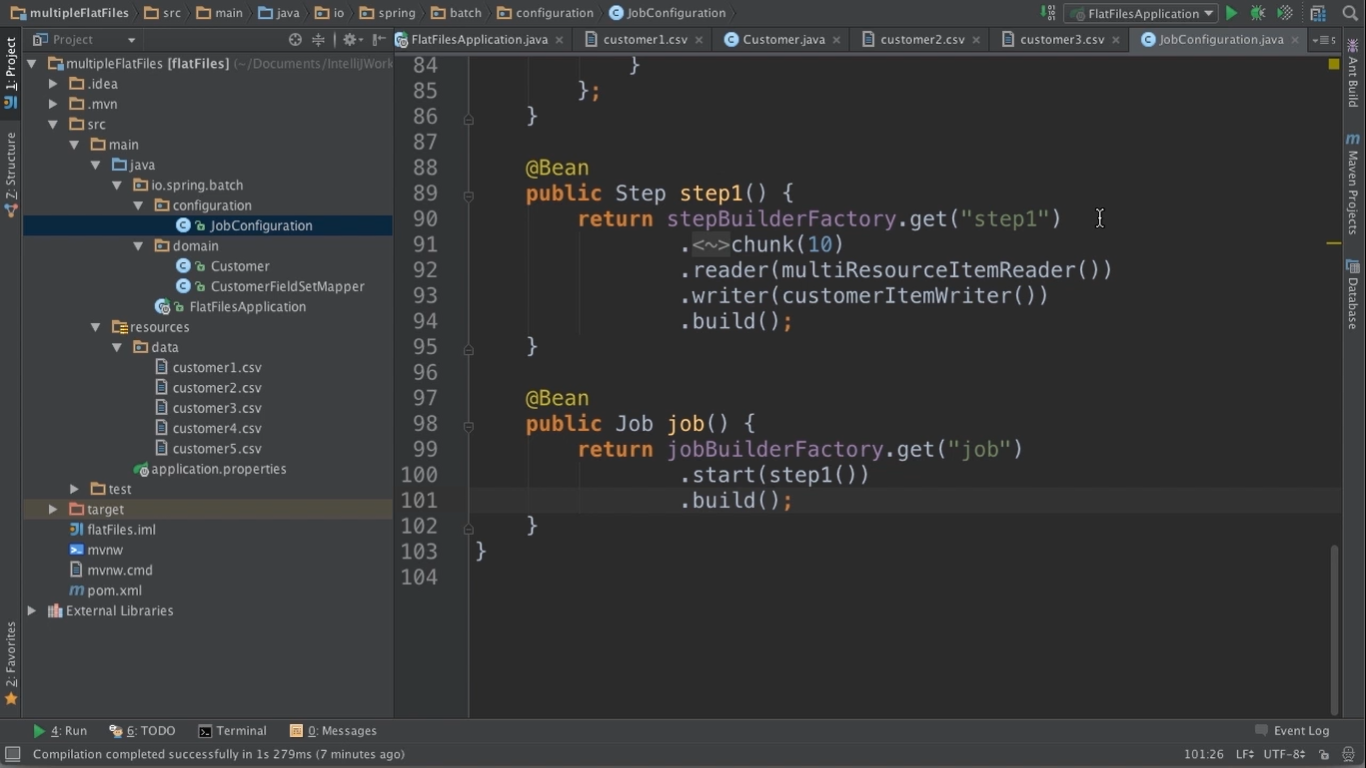 multipleFlatFiles src main java io spring batch configuration JobConfiguration FlatFilesApplication
Project FlatFilesApplication.java customer1.csv Customer.java customer2.csv customer3.csv JobConfiguration.java
1: Project
Z: Structure
2: Favorites
multipleFlatFiles [flatFiles] (~/Documents/IntelliJWork
.idea
.mvn
src
main
java
io.spring.batch
configuration
JobConfiguration
domain
Customer
CustomerFieldSetMapper
FlatFilesApplication
resources
data
customer1.csv
customer2.csv
customer3.csv
customer4.csv
customer5.csv
application.properties
test
target
flatFiles.iml
mvnw
mvnw.cmd
pom.xml
External Libraries
84 }
85 };
86 }
87
88 @Bean
89 public Step step1() {
90 return stepBuilderFactory.get("step1")
91 .<~>chunk(10)
92 .reader(multiResourceItemReader())
93 .writer(customerItemWriter())
94 .build();
95 }
96
97 @Bean
98 public Job job() {
99 return jobBuilderFactory.get("job")
100 .start(step1())
101 .build();
102 }
103 }
104
Ant Build
Maven Projects
Database
4: Run 6: TODO Terminal 0: Messages Event Log
Compilation completed successfully in 1s 279ms (7 minutes ago) 101:26 LF UTF-8